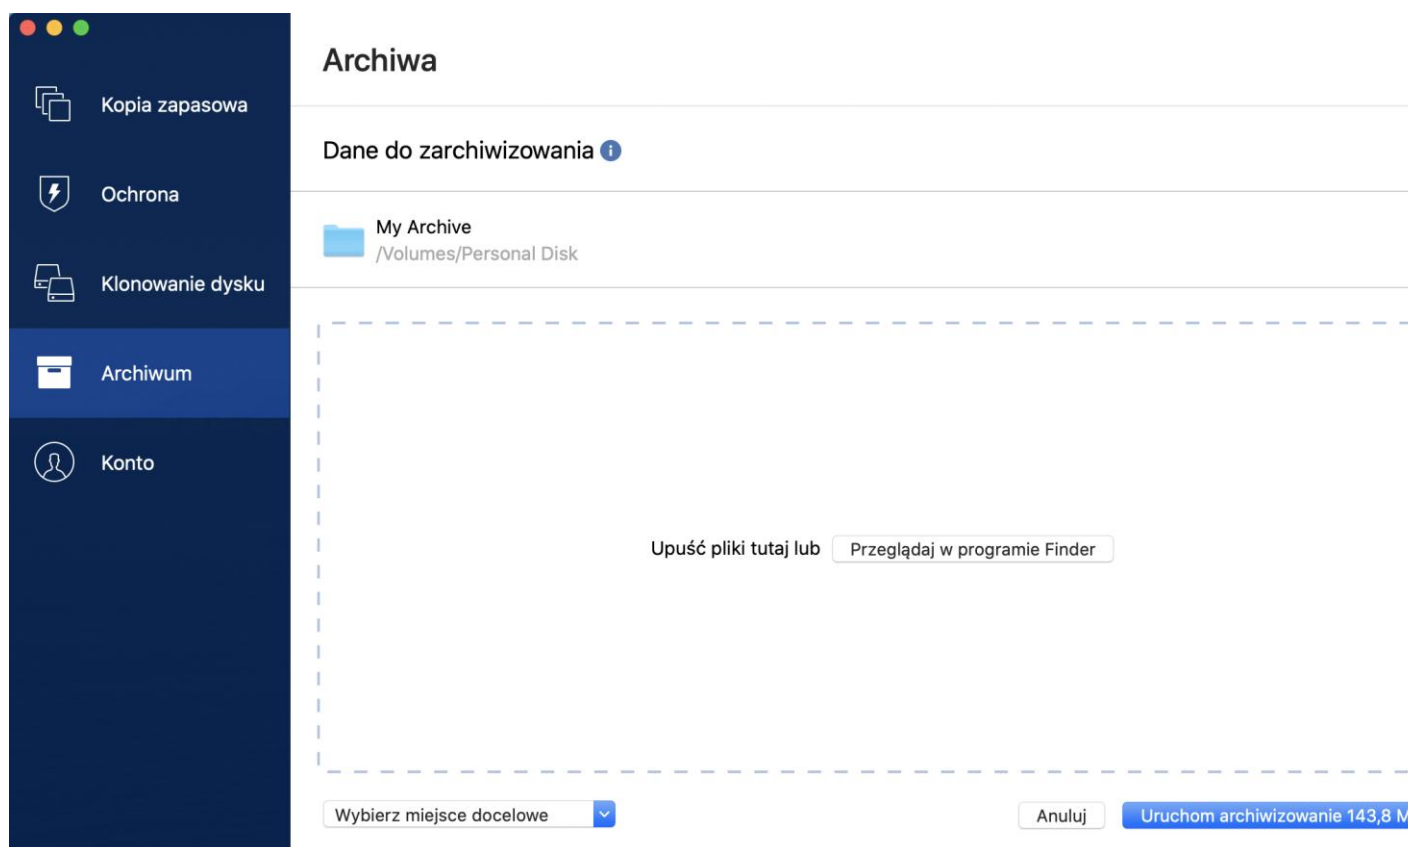 Archiwa
Kopia zapasowa
Dane do zarchiwizowania
Ochrona
My Archive
/Volumes/Personal Disk
Klonowanie dysku
Archiwum
Konto
Upuść pliki tutaj lub Przeglądaj w programie Finder
Wybierz miejsce docelowe Anuluj Uruchom archiwizowanie 143,8 M